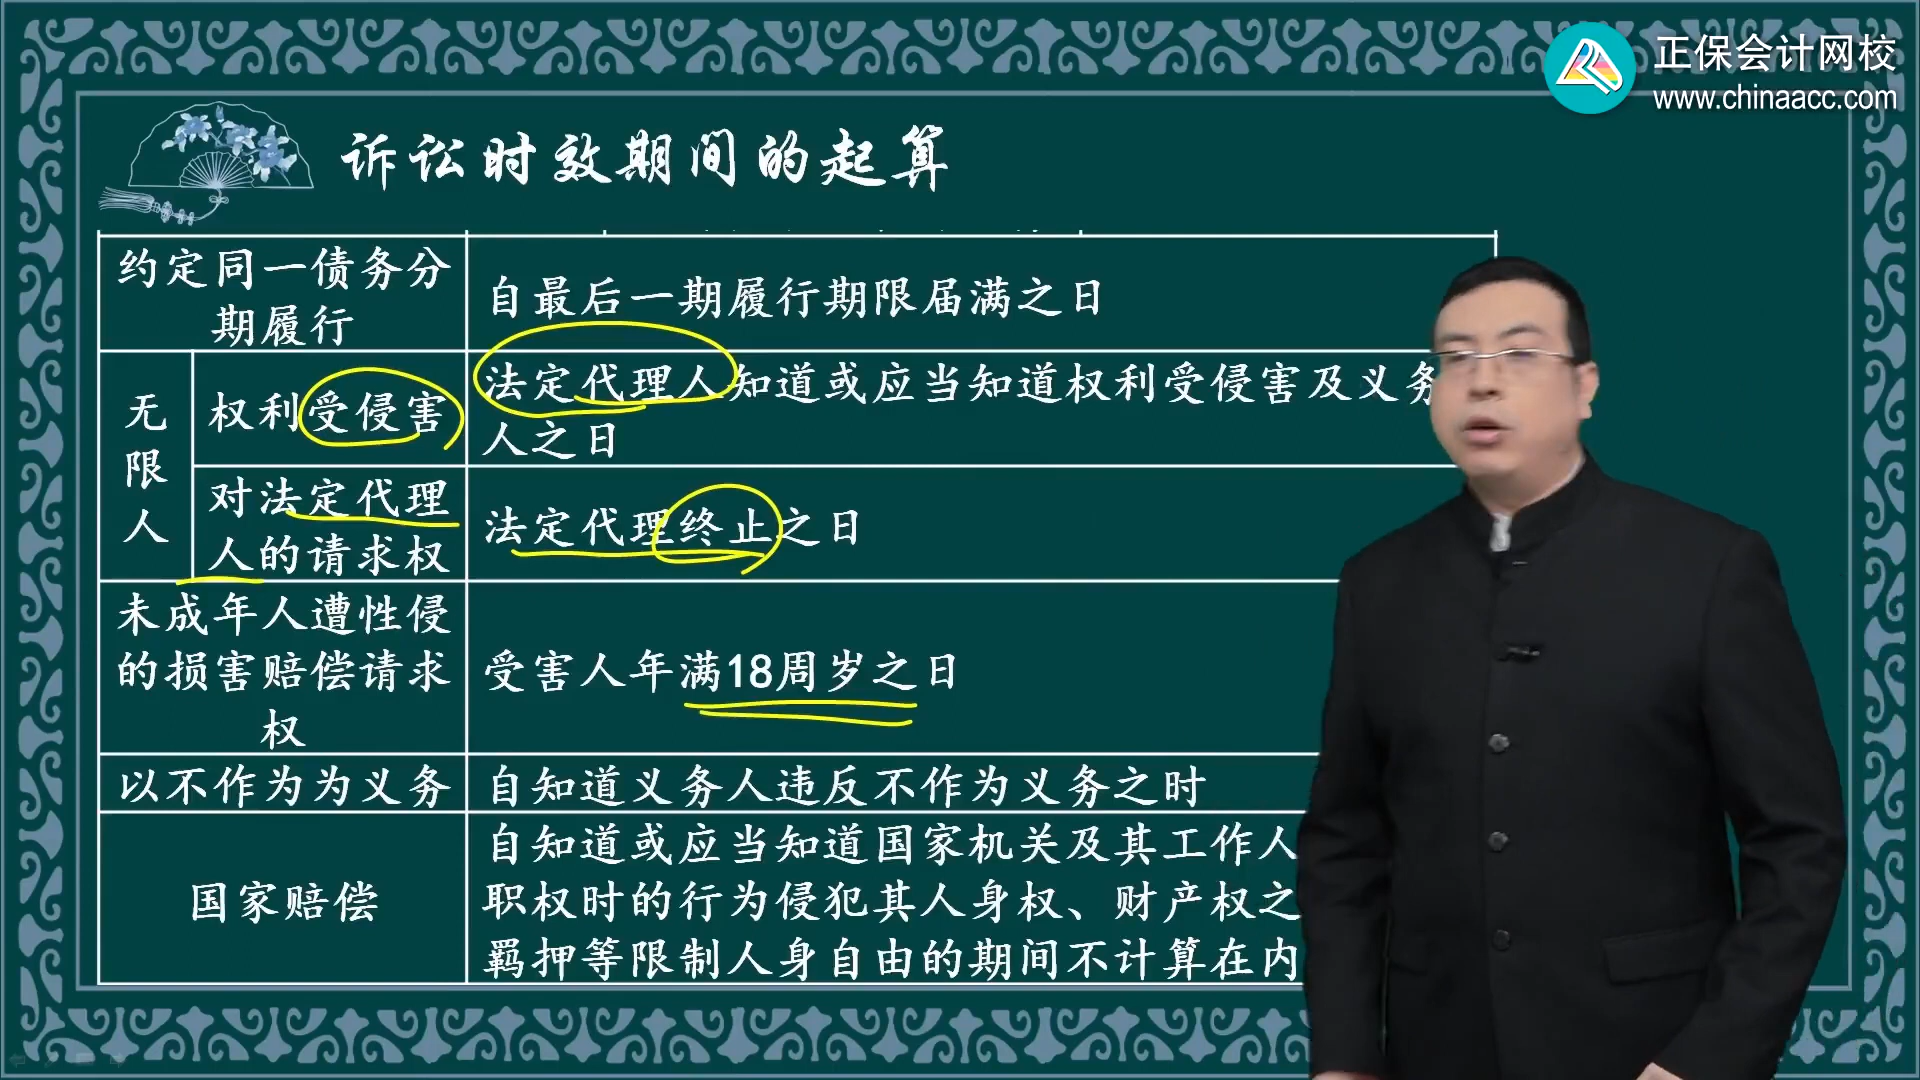 正保会计网校
www.chinaacc.com
诉讼时效期间的起算
约定同一债务分
期履行
自最后一期履行期限届满之日
无
限
人
权利受侵害
法定代理人知道或应当知道权利受侵害及义务
人之日
对法定代理
人的请求权
法定代理终止之日
未成年人遭性侵
的损害赔偿请求
权
受害人年满18周岁之日
以不作为为义务
自知道义务人违反不作为义务之时
国家赔偿
自知道或应当知道国家机关及其工作人
职权时的行为侵犯其人身权、财产权之
羁押等限制人身自由的期间不计算在内